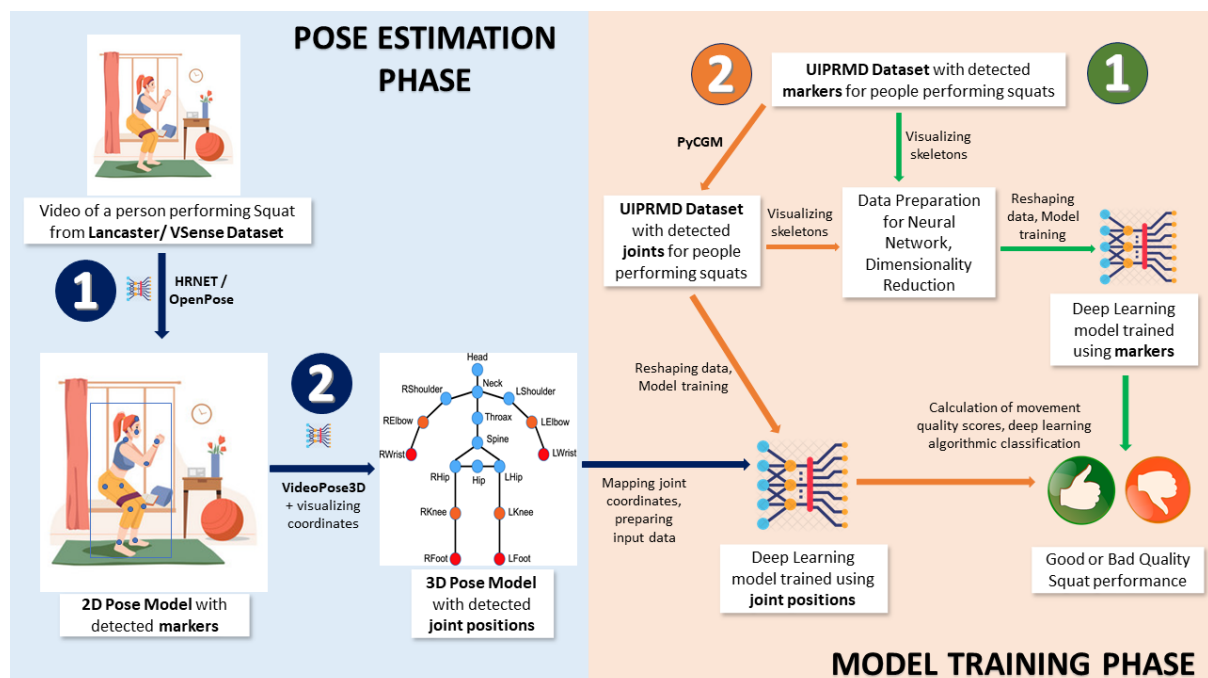 POSE ESTIMATION
PHASE
Video of a person performing Squat
from Lancaster/ VSense Dataset
1
HRNET /
OpenPose
2D Pose Model with
detected markers
2
VideoPose3D
+ visualizing
coordinates
Head
Neck
RShoulder
LShoulder
Throax
RElbow
LElbow
Spine
RWrist
LWrist
RHip
Hip
LHip
RKnee
LKnee
RFoot
LFoot
3D Pose Model
with detected
joint positions
2
UIPRMD Dataset with detected
markers for people performing squats
1
PyCGM
Visualizing
skeletons
UIPRMD Dataset
with detected
joints for people
performing squats
Visualizing
skeletons
Data Preparation
for Neural
Network,
Dimensionality
Reduction
Reshaping
data, Model
training
Deep Learning
model trained
using markers
Reshaping data,
Model training
Calculation of movement
quality scores, deep learning
algorithmic classification
Mapping joint
coordinates,
preparing
input data
Deep Learning
model trained using
joint positions
Good or Bad Quality
Squat performance
MODEL TRAINING PHASE